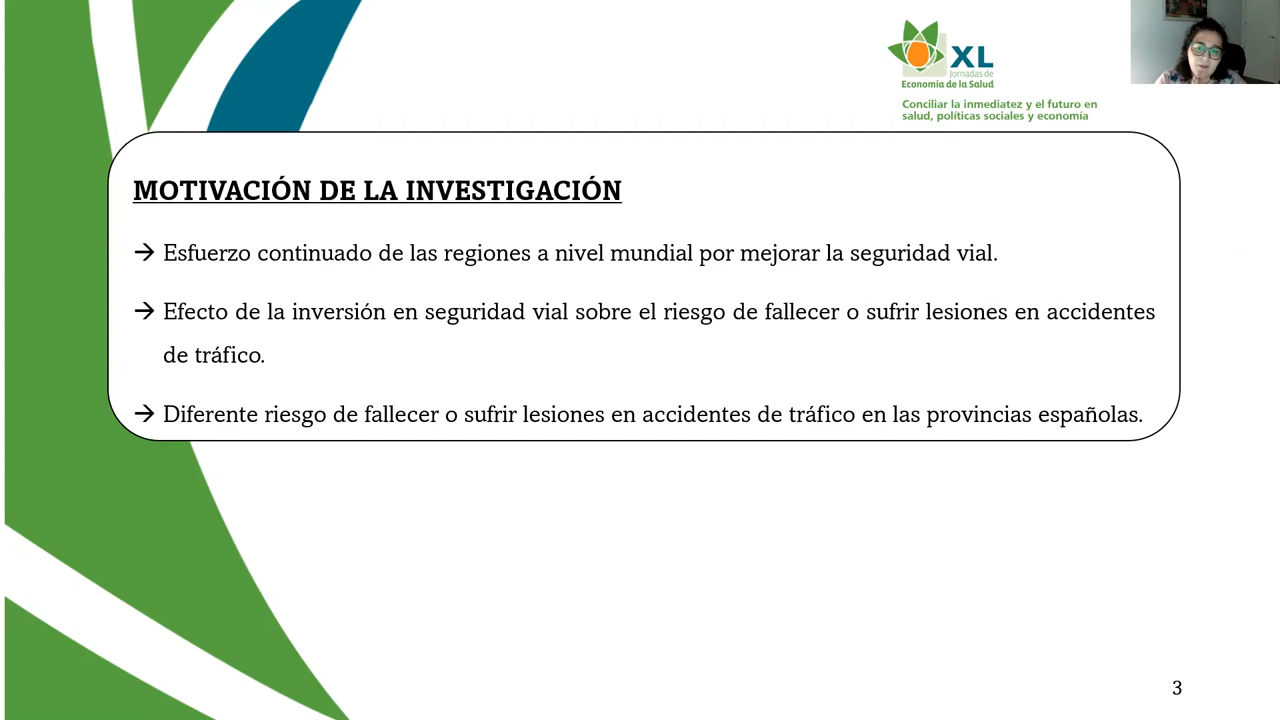 XL
Jornadas de
Economía de la Salud
Conciliar la inmediatez y el futuro en
salud, políticas sociales y economía
MOTIVACIÓN DE LA INVESTIGACIÓN
→ Esfuerzo continuado de las regiones a nivel mundial por mejorar la seguridad vial.
→ Efecto de la inversión en seguridad vial sobre el riesgo de fallecer o sufrir lesiones en accidentes
de tráfico.
→ Diferente riesgo de fallecer o sufrir lesiones en accidentes de tráfico en las provincias españolas.
3